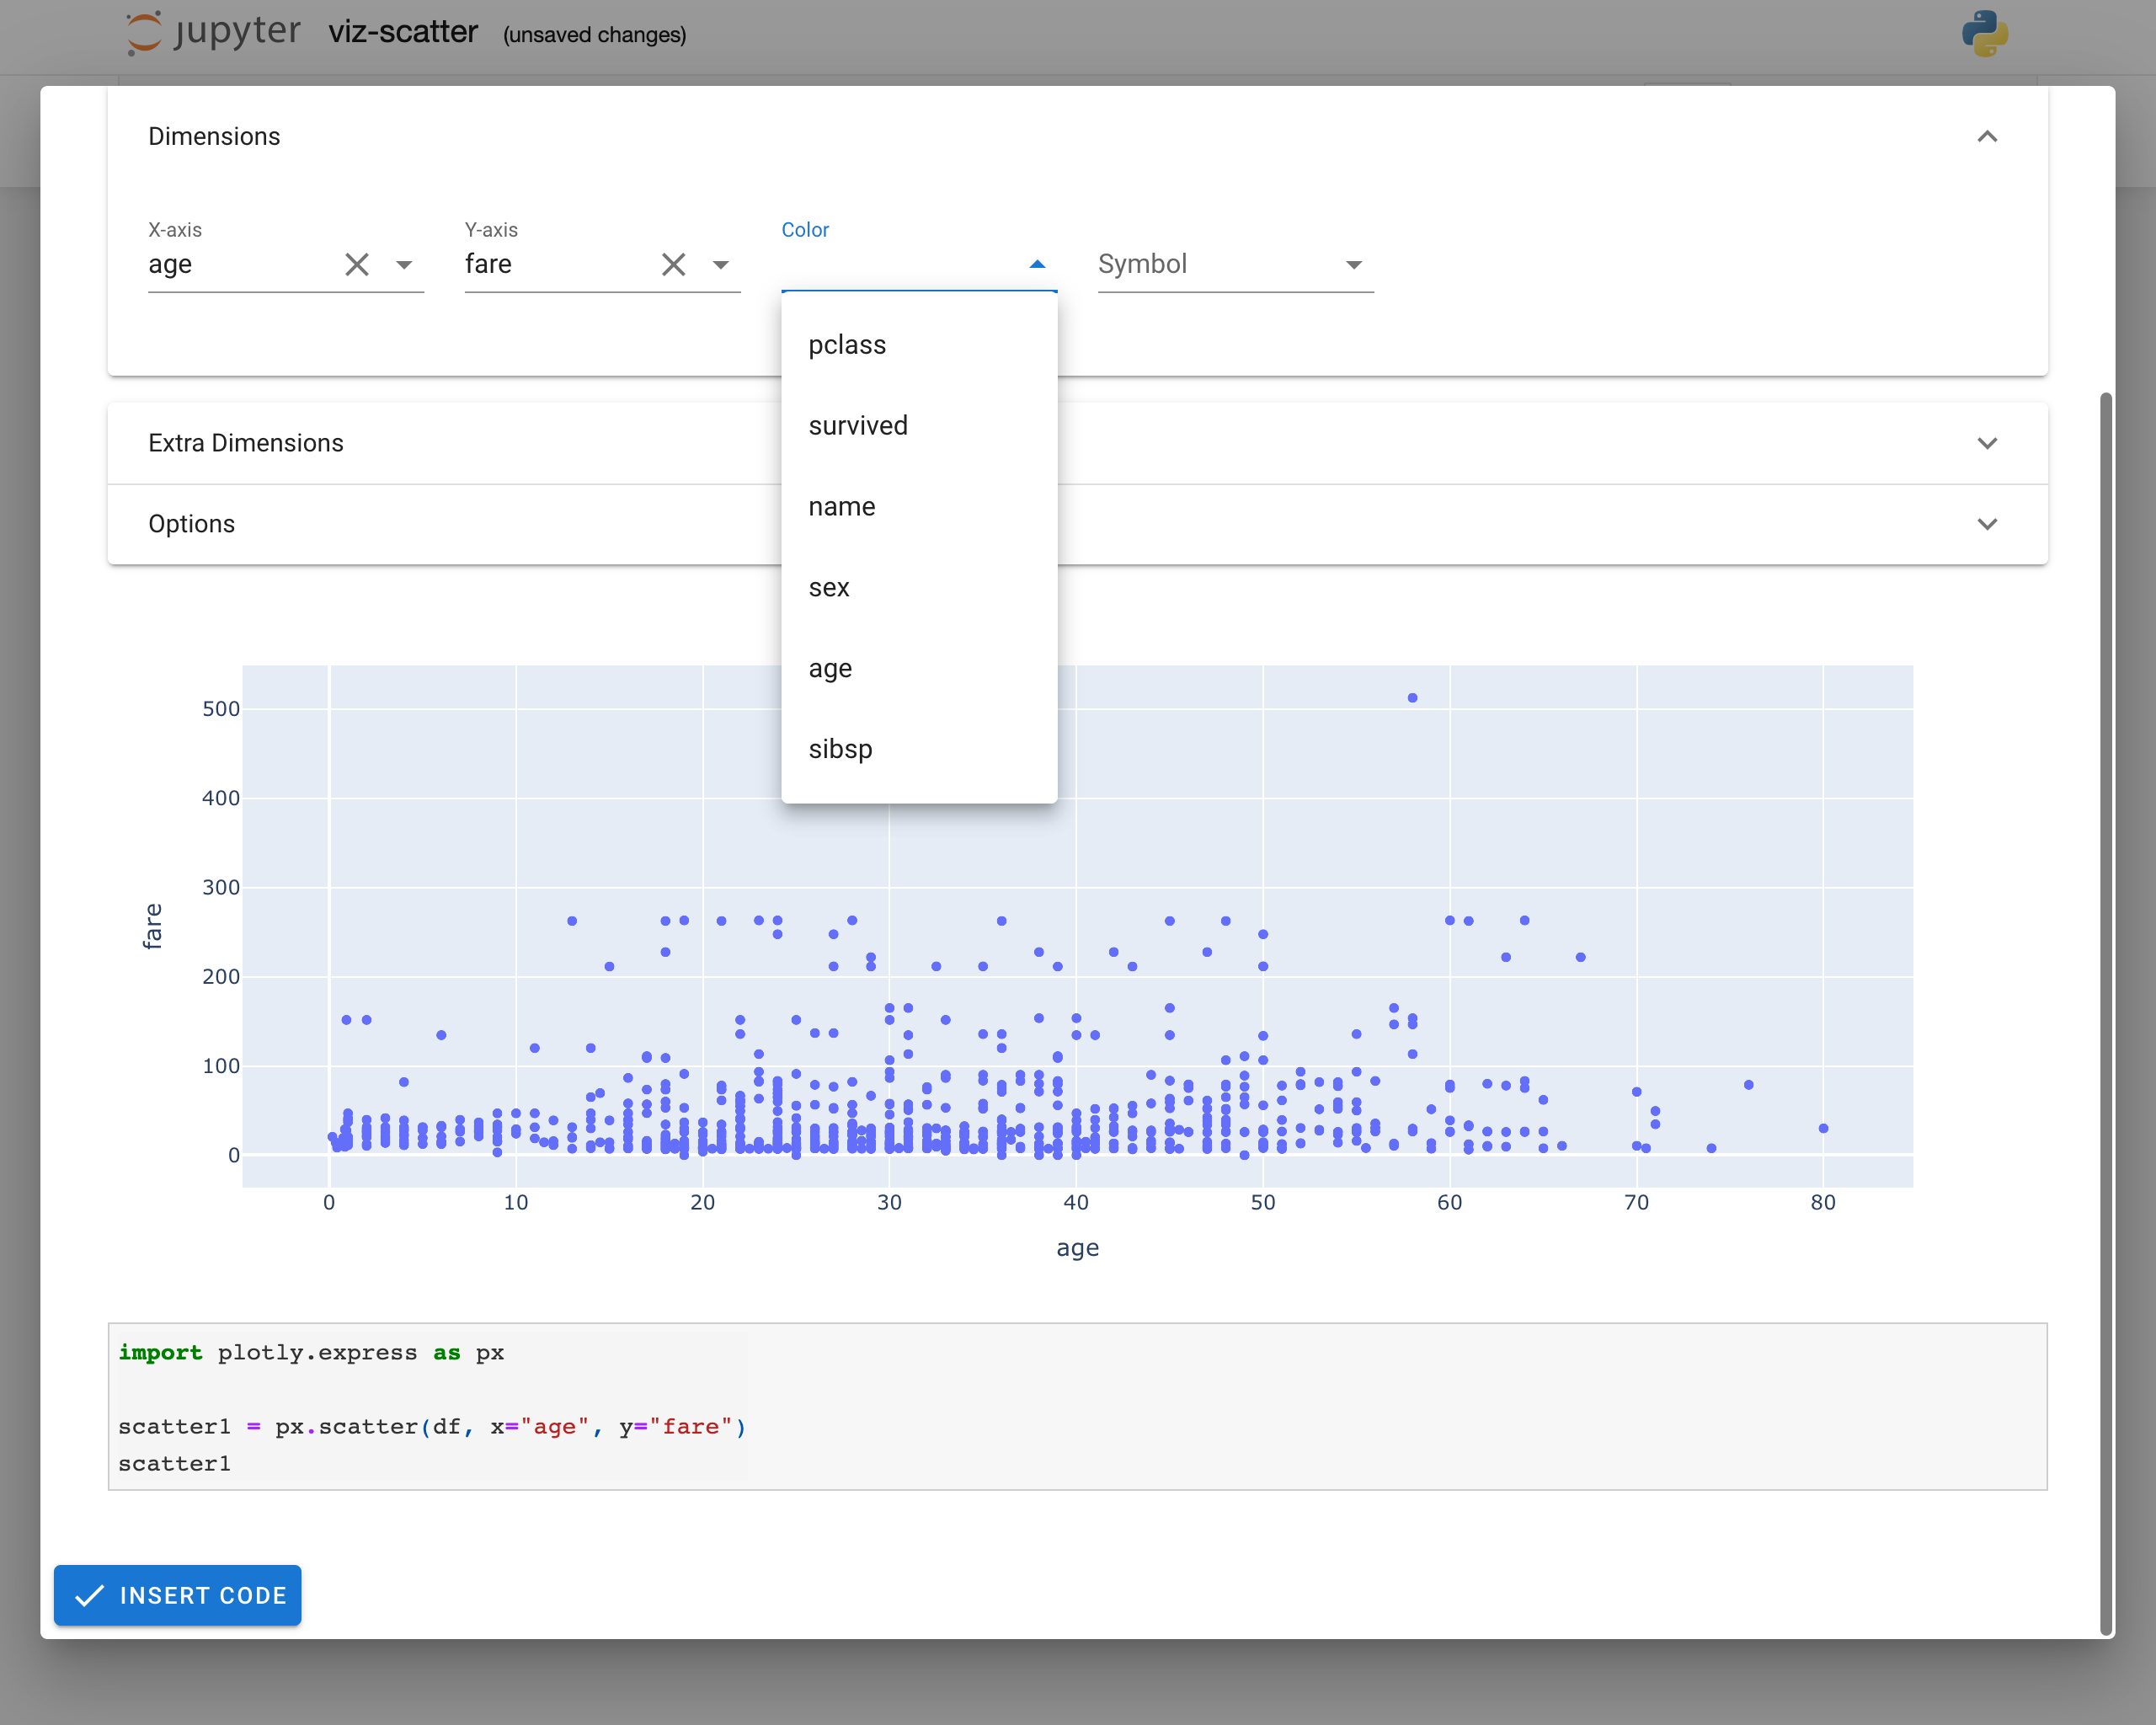 jupyter viz-scatter (unsaved changes)
Dimensions
X-axis Y-axis Color
age fare Symbol
pclass
survived
name
sex
age
sibsp
Extra Dimensions
Options
500
400
300
200
100
0
fare
0 10 20 30 40 50 60 70 80
age
import plotly.express as px
scatter1 = px.scatter(df, x="age", y="fare")
scatter1
INSERT CODE